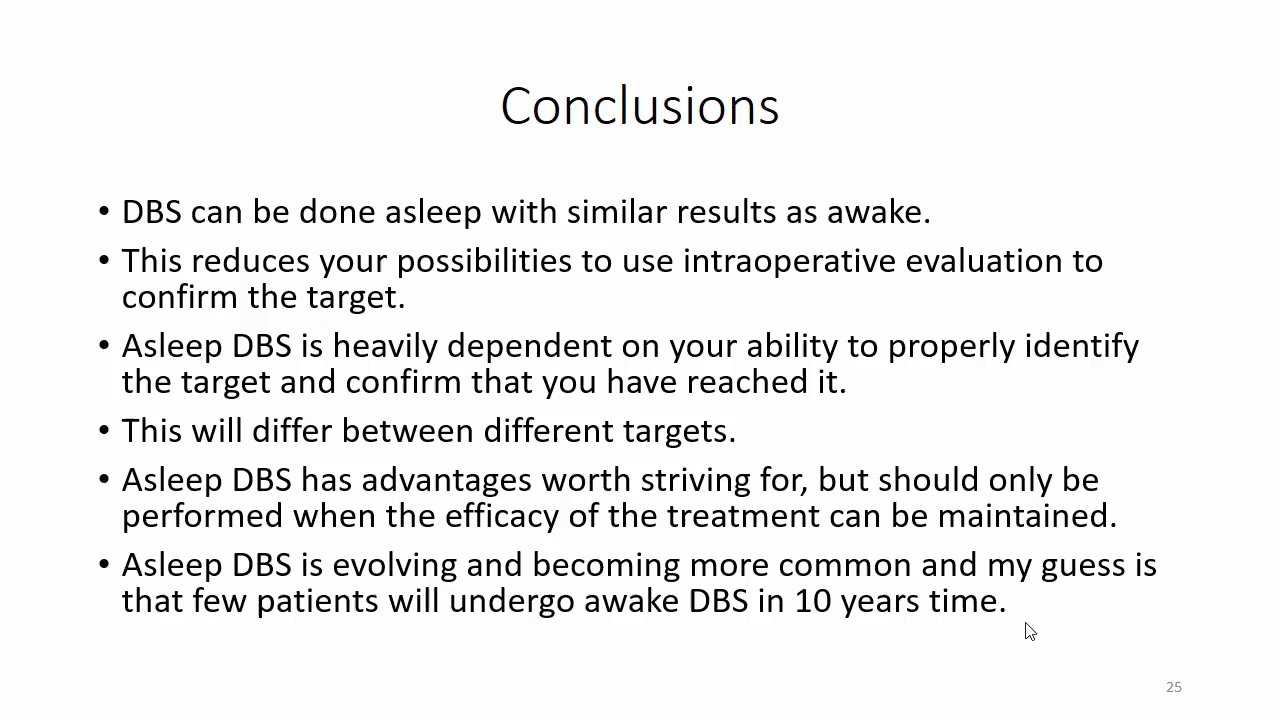 Conclusions
• DBS can be done asleep with similar results as awake.
• This reduces your possibilities to use intraoperative evaluation to
confirm the target.
• Asleep DBS is heavily dependent on your ability to properly identify
the target and confirm that you have reached it.
• This will differ between different targets.
• Asleep DBS has advantages worth striving for, but should only be
performed when the efficacy of the treatment can be maintained.
• Asleep DBS is evolving and becoming more common and my guess is
that few patients will undergo awake DBS in 10 years time.
25